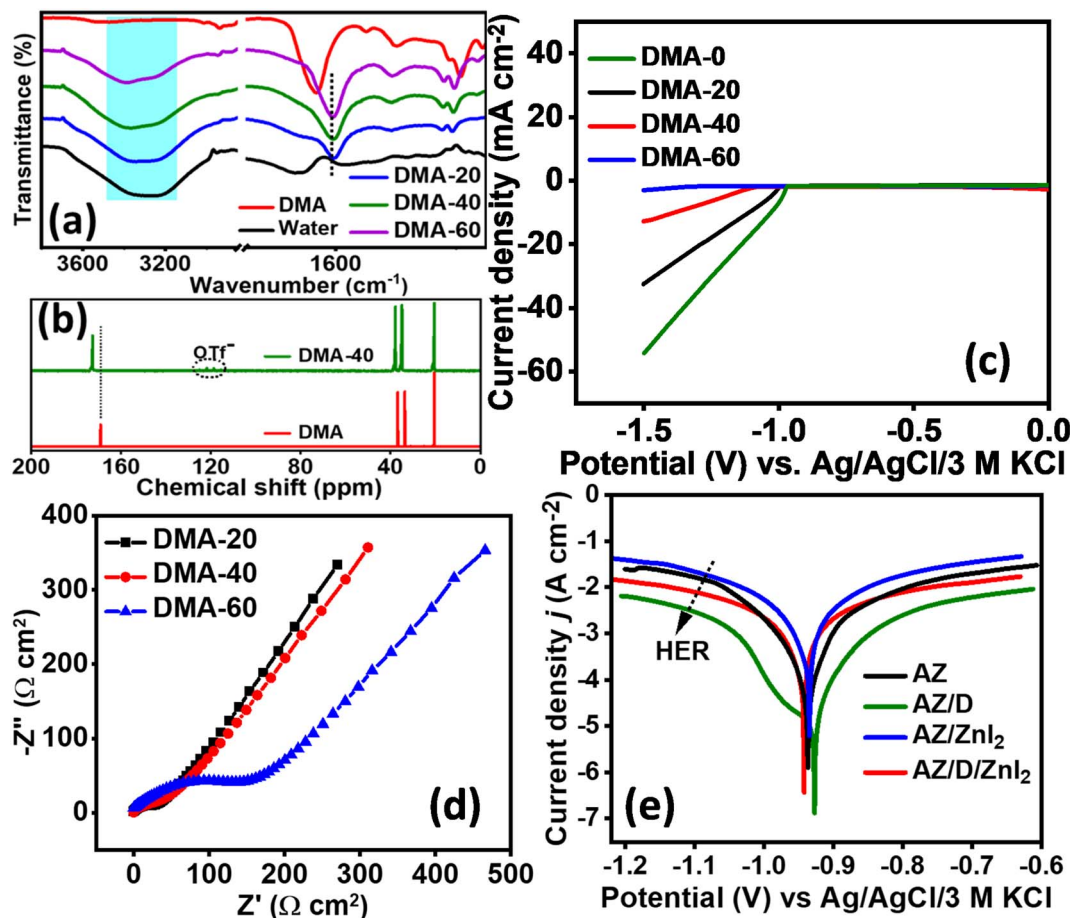 (a)
Transmittance (%)
DMA
Water
DMA-20
DMA-40
DMA-60
3600 3200 1600
Wavenumber (cm⁻¹)
(b)
OTf⁻
DMA-40
DMA
200 160 120 80 40 0
Chemical shift (ppm)
Current density (mA cm⁻²)
40
20
0
-20
-40
-60
DMA-0
DMA-20
DMA-40
DMA-60
(c)
-1.5 -1.0 -0.5 0.0
Potential (V) vs. Ag/AgCl/3 M KCl
-Z'' (Ω cm²)
400
300
200
100
0
DMA-20
DMA-40
DMA-60
(d)
0 100 200 300 400 500
Z' (Ω cm²)
Current density j (A cm⁻²)
0
-1
-2
-3
-4
-5
-6
-7
HER
AZ
AZ/D
AZ/ZnI₂
AZ/D/ZnI₂
(e)
-1.2 -1.1 -1.0 -0.9 -0.8 -0.7 -0.6
Potential (V) vs Ag/AgCl/3 M KCl